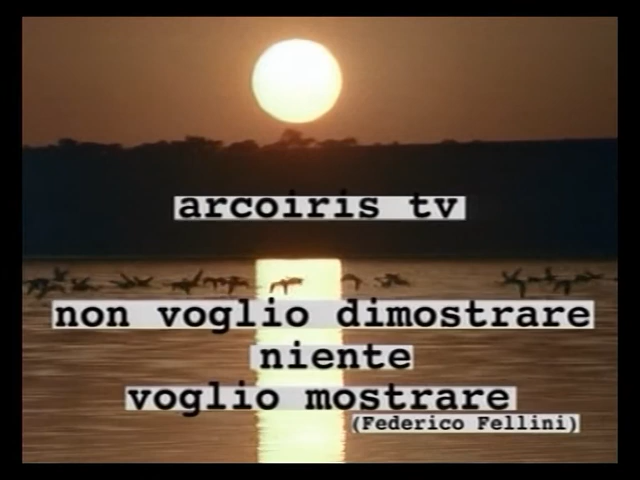 arcoiris tv
non voglio dimostrare
niente
voglio mostrare
(Federico Fellini)